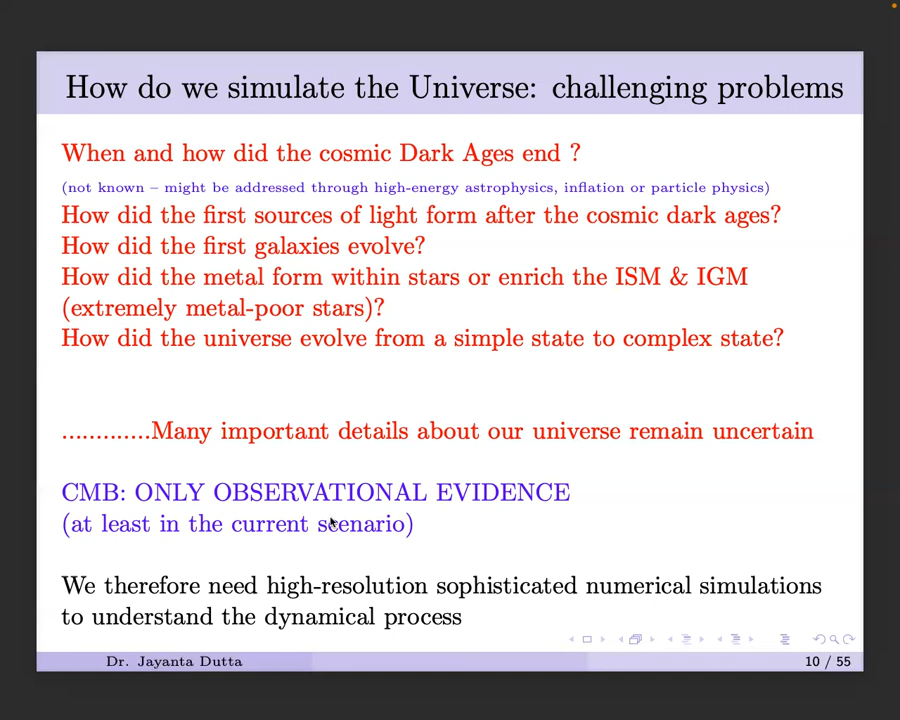 How do we simulate the Universe: challenging problems
When and how did the cosmic Dark Ages end ?
(not known – might be addressed through high-energy astrophysics, inflation or particle physics)
How did the first sources of light form after the cosmic dark ages?
How did the first galaxies evolve?
How did the metal form within stars or enrich the ISM & IGM
(extremely metal-poor stars)?
How did the universe evolve from a simple state to complex state?
.............Many important details about our universe remain uncertain
CMB: ONLY OBSERVATIONAL EVIDENCE
(at least in the current scenario)
We therefore need high-resolution sophisticated numerical simulations
to understand the dynamical process
Dr. Jayanta Dutta
10 / 55